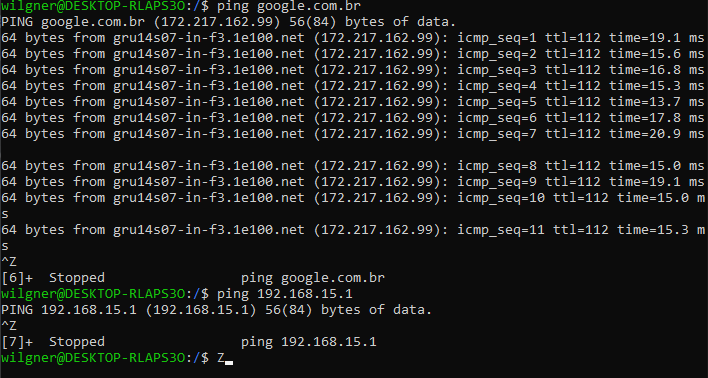 wilgner@DESKTOP-RLAPS3O:/$ ping google.com.br
PING google.com.br (172.217.162.99) 56(84) bytes of data.
64 bytes from gru14s07-in-f3.1e100.net (172.217.162.99): icmp_seq=1 ttl=112 time=19.1 ms
64 bytes from gru14s07-in-f3.1e100.net (172.217.162.99): icmp_seq=2 ttl=112 time=15.6 ms
64 bytes from gru14s07-in-f3.1e100.net (172.217.162.99): icmp_seq=3 ttl=112 time=16.8 ms
64 bytes from gru14s07-in-f3.1e100.net (172.217.162.99): icmp_seq=4 ttl=112 time=15.3 ms
64 bytes from gru14s07-in-f3.1e100.net (172.217.162.99): icmp_seq=5 ttl=112 time=13.7 ms
64 bytes from gru14s07-in-f3.1e100.net (172.217.162.99): icmp_seq=6 ttl=112 time=17.8 ms
64 bytes from gru14s07-in-f3.1e100.net (172.217.162.99): icmp_seq=7 ttl=112 time=20.9 ms
64 bytes from gru14s07-in-f3.1e100.net (172.217.162.99): icmp_seq=8 ttl=112 time=15.0 ms
64 bytes from gru14s07-in-f3.1e100.net (172.217.162.99): icmp_seq=9 ttl=112 time=19.1 ms
64 bytes from gru14s07-in-f3.1e100.net (172.217.162.99): icmp_seq=10 ttl=112 time=15.0 m
s
64 bytes from gru14s07-in-f3.1e100.net (172.217.162.99): icmp_seq=11 ttl=112 time=15.3 m
s
^Z
[6]+  Stopped                 ping google.com.br
wilgner@DESKTOP-RLAPS3O:/$ ping 192.168.15.1
PING 192.168.15.1 (192.168.15.1) 56(84) bytes of data.
^Z
[7]+  Stopped                 ping 192.168.15.1
wilgner@DESKTOP-RLAPS3O:/$ Z